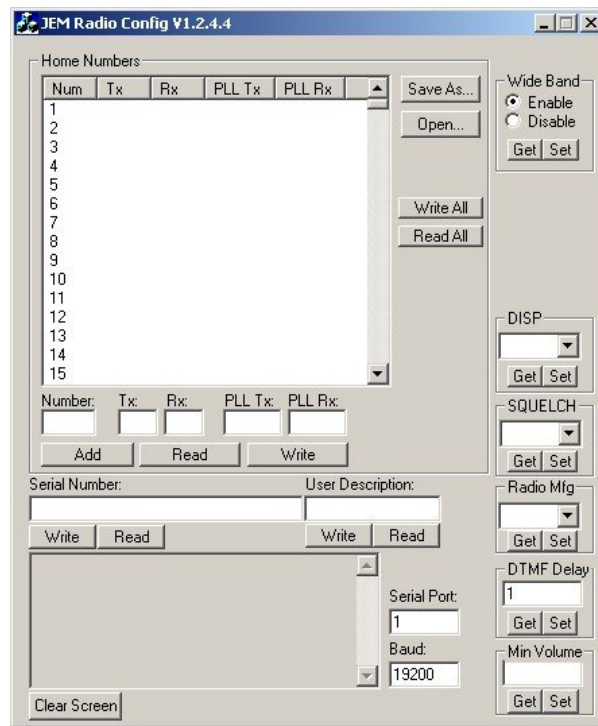 JEM Radio Config V1.2.4.4
Home Numbers
Num Tx Rx PLL Tx PLL Rx
1
2
3
4
5
6
7
8
9
10
11
12
13
14
15
Save As...
Open...
Write All
Read All
Number: Tx: Rx: PLL Tx: PLL Rx:
Add Read Write
Serial Number: User Description:
Write Read Write Read
Serial Port:
1
Baud:
19200
Clear Screen
Wide Band
Enable
Disable
Get Set
DISP
Get Set
SQUELCH
Get Set
Radio Mfg
Get Set
DTMF Delay
1
Get Set
Min Volume
Get Set